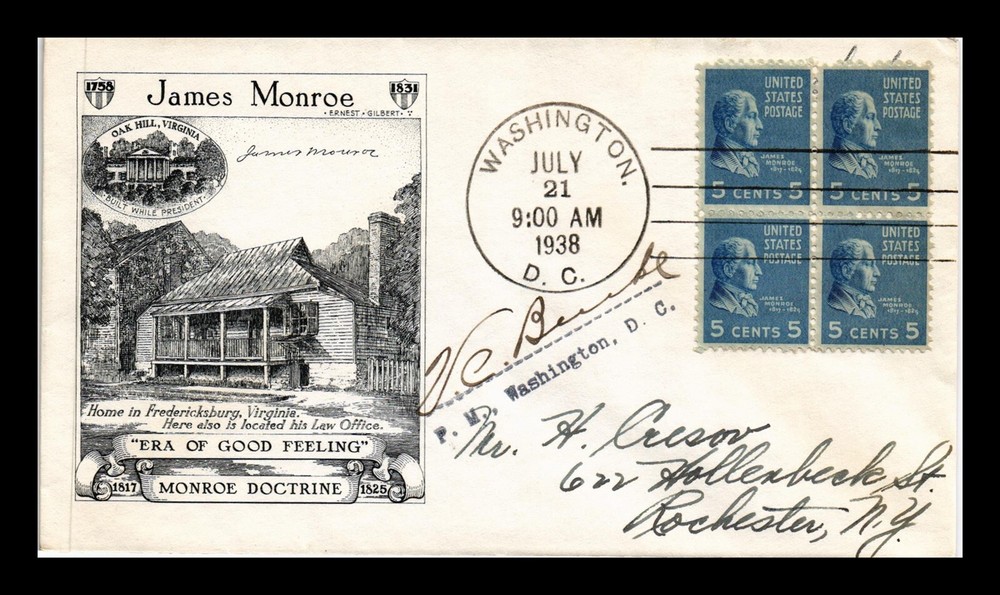 1758
James Monroe
1831
• ERNEST • GILBERT •
OAK HILL, VIRGINIA
BUILT WHILE PRESIDENT
James Monroe
Home in Fredericksburg, Virginia.
Here also is located his Law Office.
"ERA OF GOOD FEELING"
1817 MONROE DOCTRINE 1825
WASHINGTON.
JULY
21
9:00 AM
1938
D. C.
UNITED
STATES
POSTAGE
JAMES
MONROE
5 CENTS 5
UNITED
STATES
POSTAGE
JAMES
MONROE
5 CENTS 5
UNITED
STATES
POSTAGE
JAMES
MONROE
5 CENTS 5
UNITED
STATES
POSTAGE
JAMES
MONROE
5 CENTS 5
P. M. Washington, D. C.
Mr. H. Cresov
622 Hollenbeck St.
Rochester, N.Y.